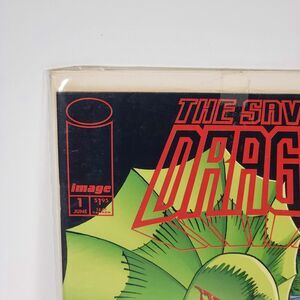 THE SAV
DRAG
image
1 $1.95
JUNE